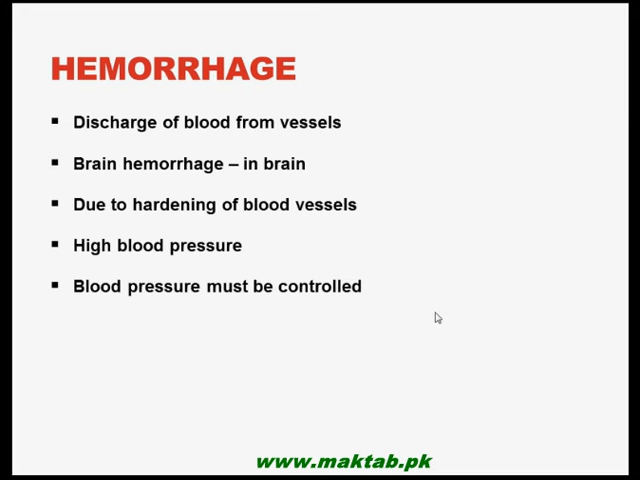 HEMORRHAGE
▪ Discharge of blood from vessels
▪ Brain hemorrhage – in brain
▪ Due to hardening of blood vessels
▪ High blood pressure
▪ Blood pressure must be controlled
www.maktab.pk